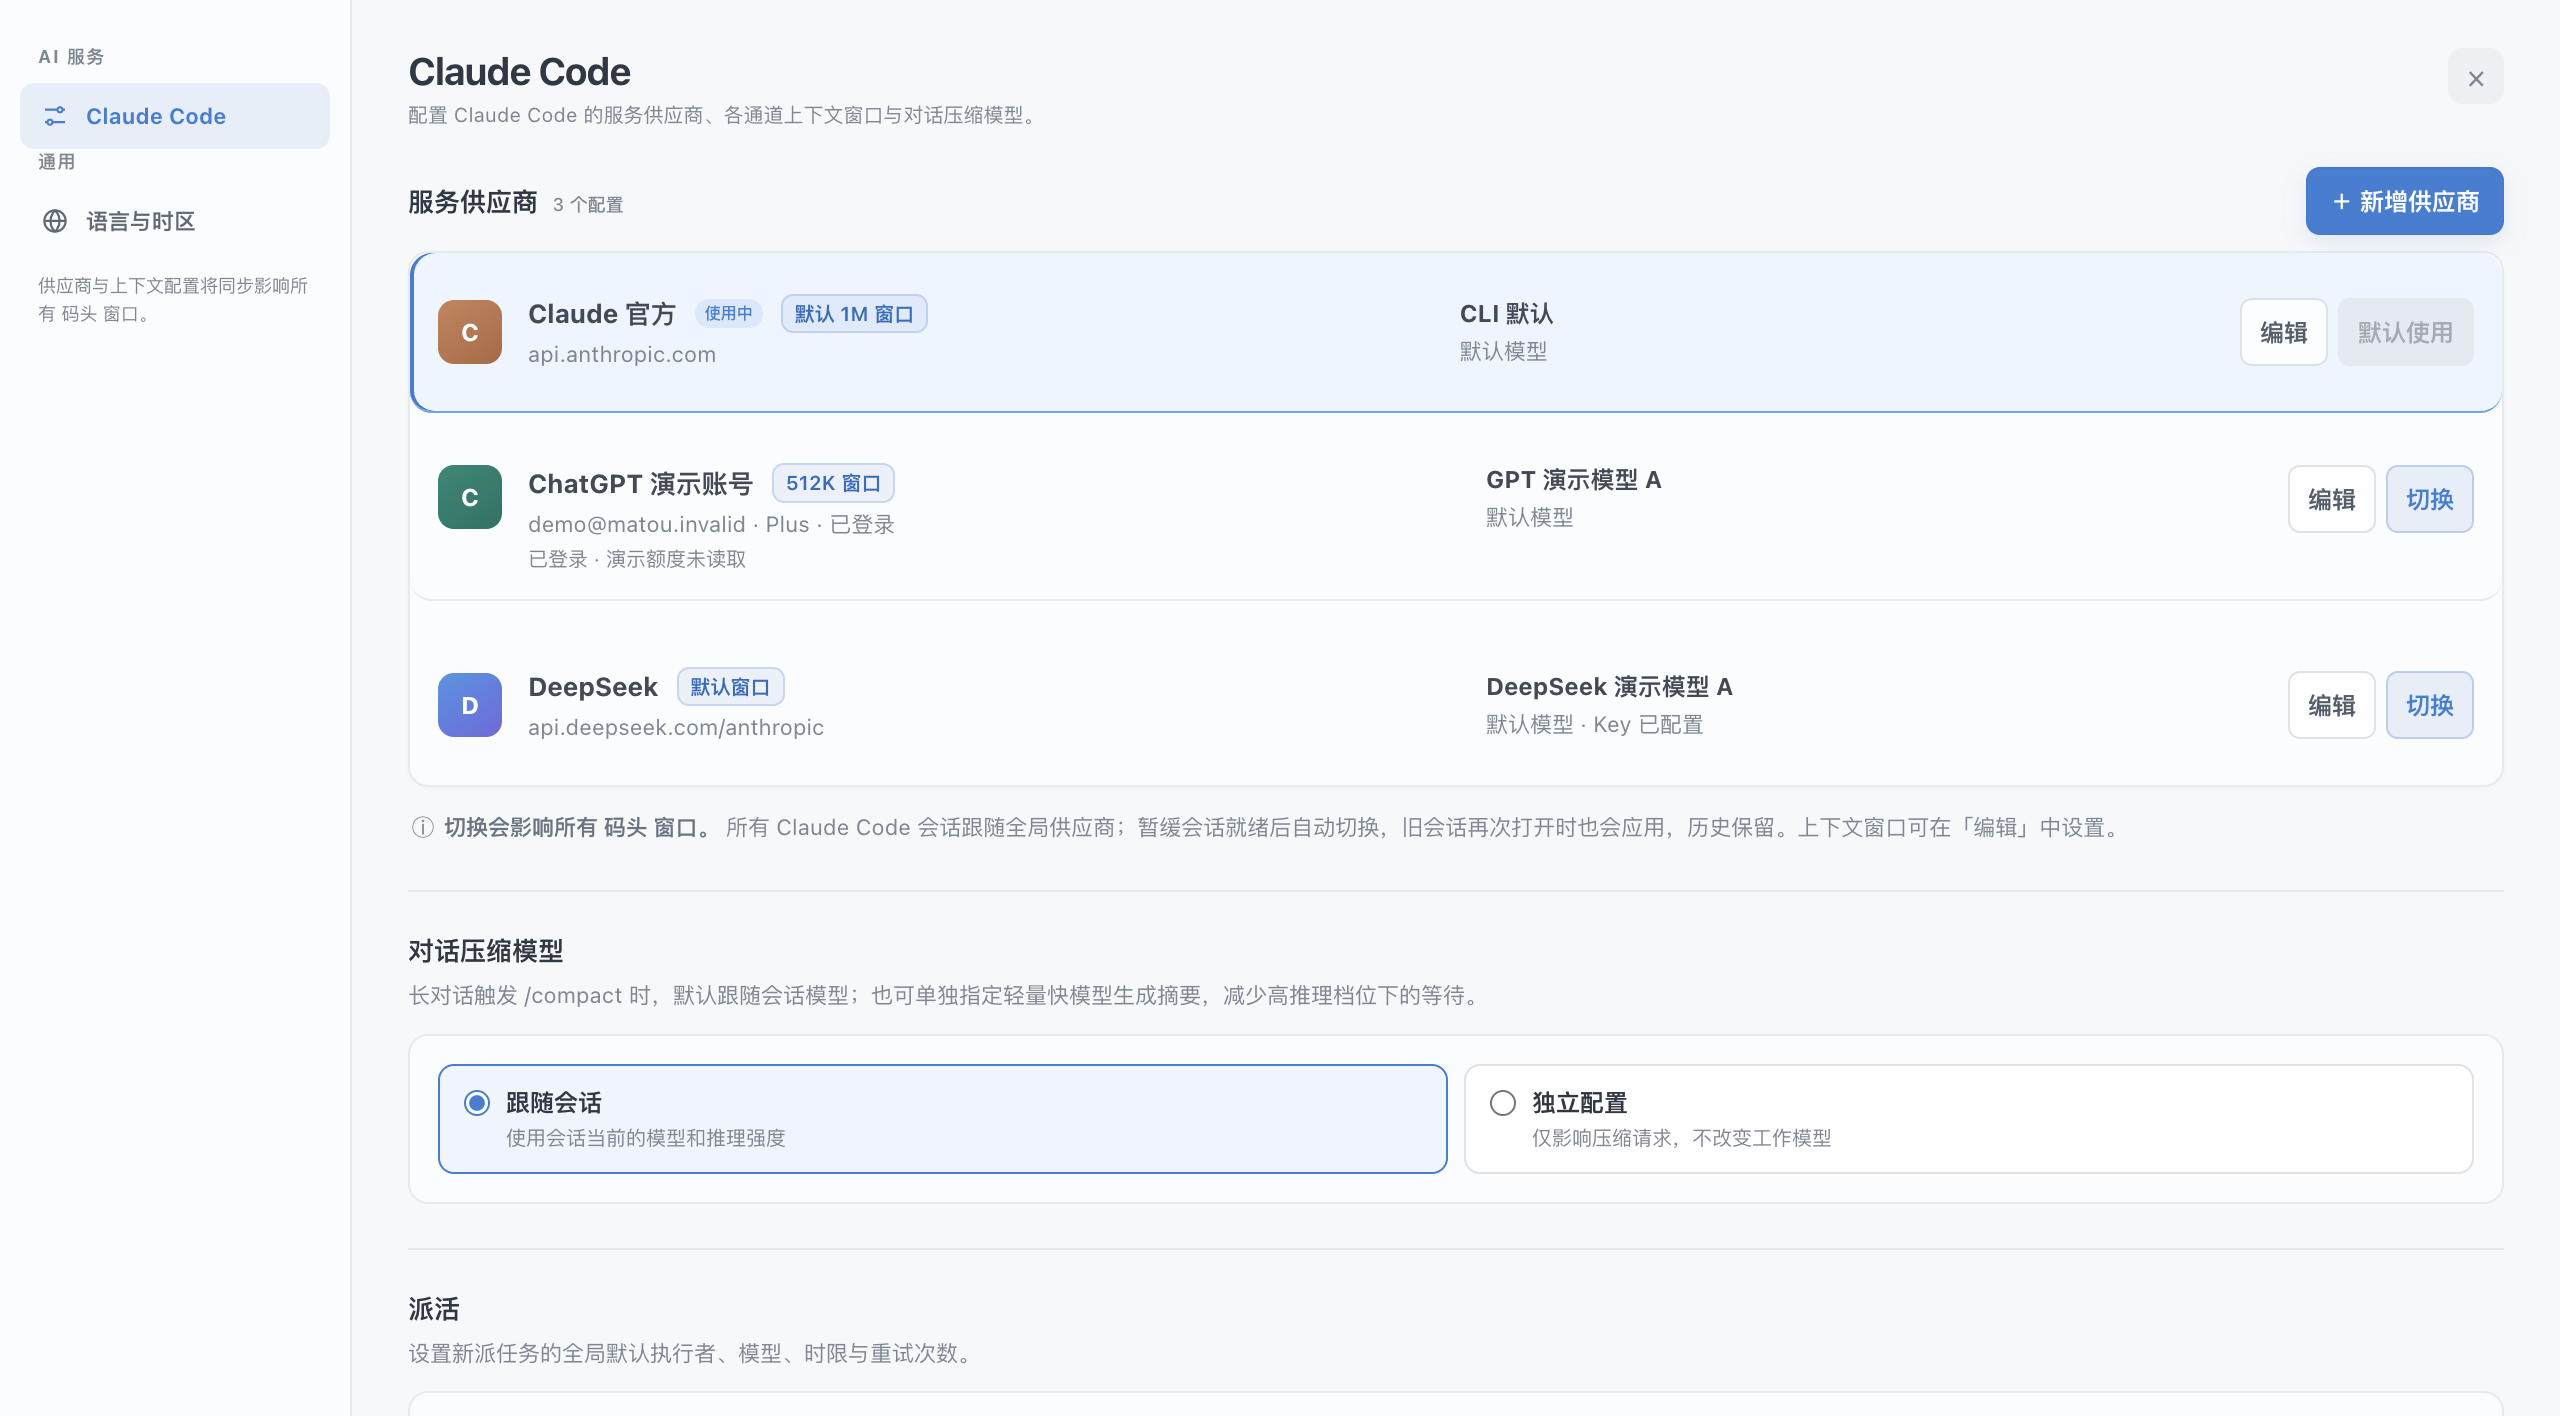 AI 服务
Claude Code
通用
语言与时区
供应商与上下文配置将同步影响所
有 码头 窗口。
Claude Code
配置 Claude Code 的服务供应商、各通道上下文窗口与对话压缩模型。
×
服务供应商 3 个配置
+ 新增供应商
C
Claude 官方 使用中 默认 1M 窗口
api.anthropic.com
CLI 默认
默认模型
编辑 默认使用
C
ChatGPT 演示账号 512K 窗口
demo@matou.invalid · Plus · 已登录
已登录 · 演示额度未读取
GPT 演示模型 A
默认模型
编辑 切换
D
DeepSeek 默认窗口
api.deepseek.com/anthropic
DeepSeek 演示模型 A
默认模型 · Key 已配置
编辑 切换
切换会影响所有 码头 窗口。 所有 Claude Code 会话跟随全局供应商；暂缓会话就绪后自动切换，旧会话再次打开时也会应用，历史保留。上下文窗口可在「编辑」中设置。
对话压缩模型
长对话触发 /compact 时，默认跟随会话模型；也可单独指定轻量快模型生成摘要，减少高推理档位下的等待。
跟随会话
使用会话当前的模型和推理强度
独立配置
仅影响压缩请求，不改变工作模型
派活
设置新派任务的全局默认执行者、模型、时限与重试次数。